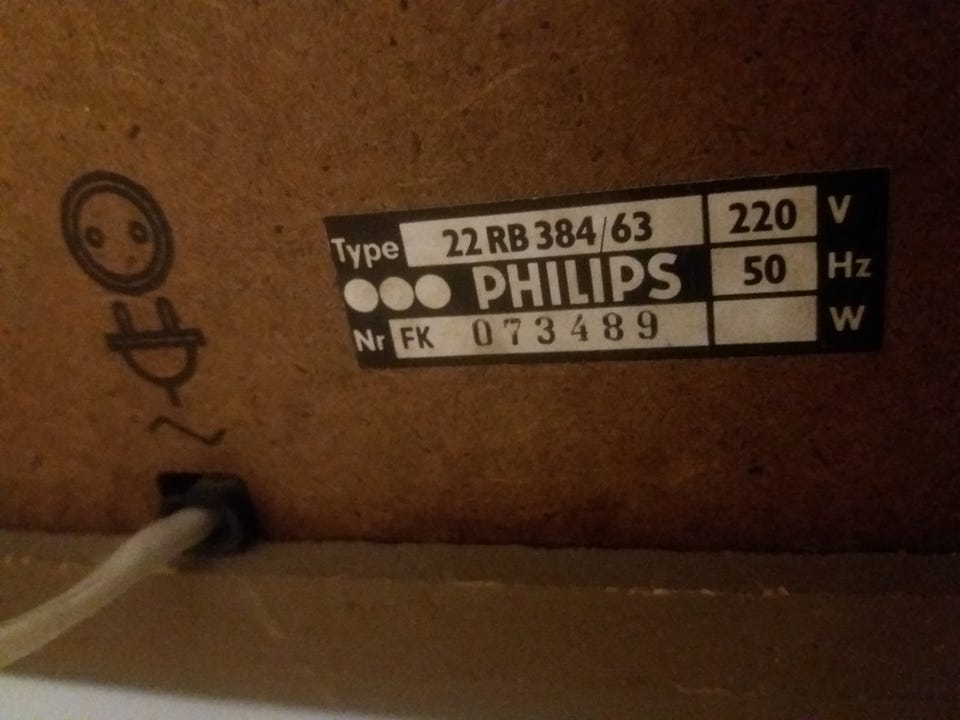 Type 22 RB 384/63 220 V
PHILIPS 50 Hz
Nr FK 073489 W